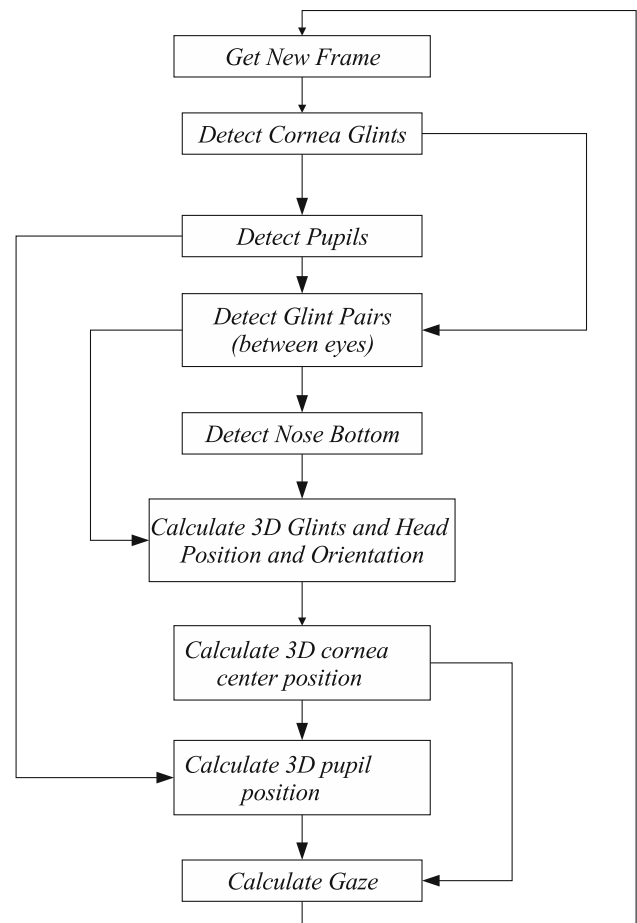 Get New Frame
Detect Cornea Glints
Detect Pupils
Detect Glint Pairs
(between eyes)
Detect Nose Bottom
Calculate 3D Glints and Head
Position and Orientation
Calculate 3D cornea
center position
Calculate 3D pupil
position
Calculate Gaze